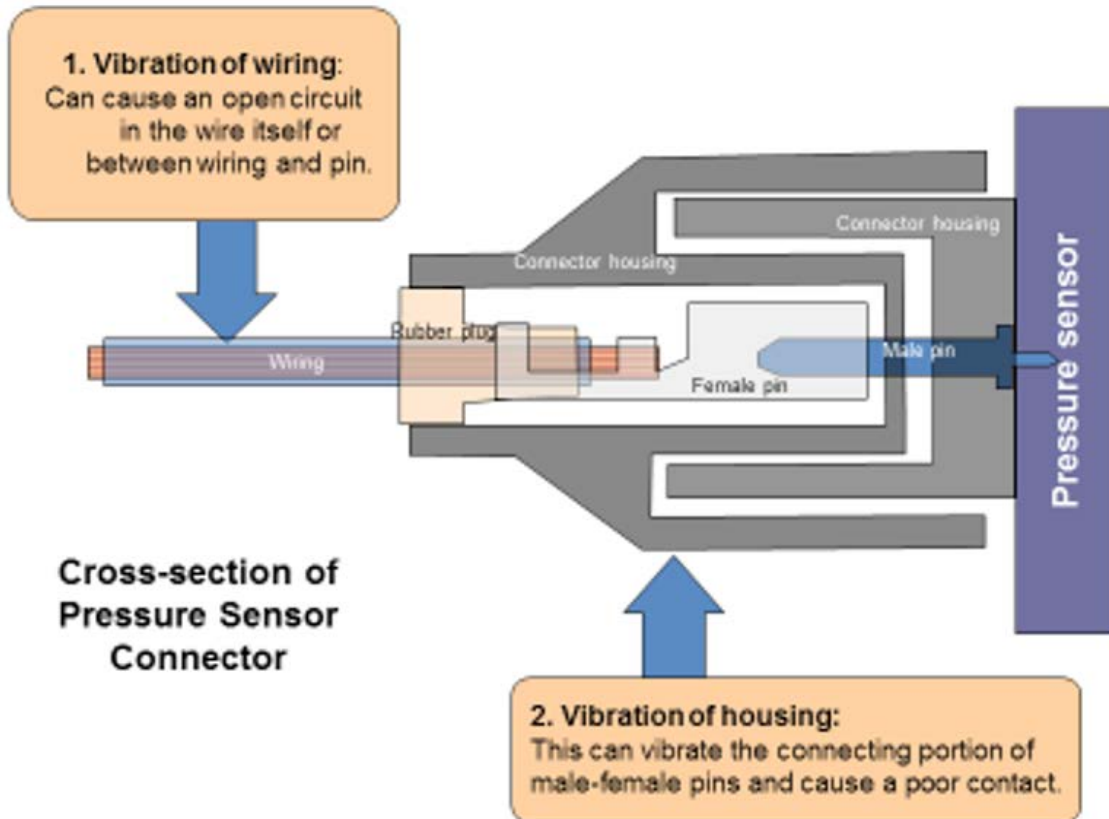 1. Vibration of wiring:
Can cause an open circuit
in the wire itself or
between wiring and pin.
Connector housing
Connector housing
Rubber plug
Wiring
Male pin
Female pin
Pressure sensor
Cross-section of
Pressure Sensor
Connector
2. Vibration of housing:
This can vibrate the connecting portion of
male-female pins and cause a poor contact.